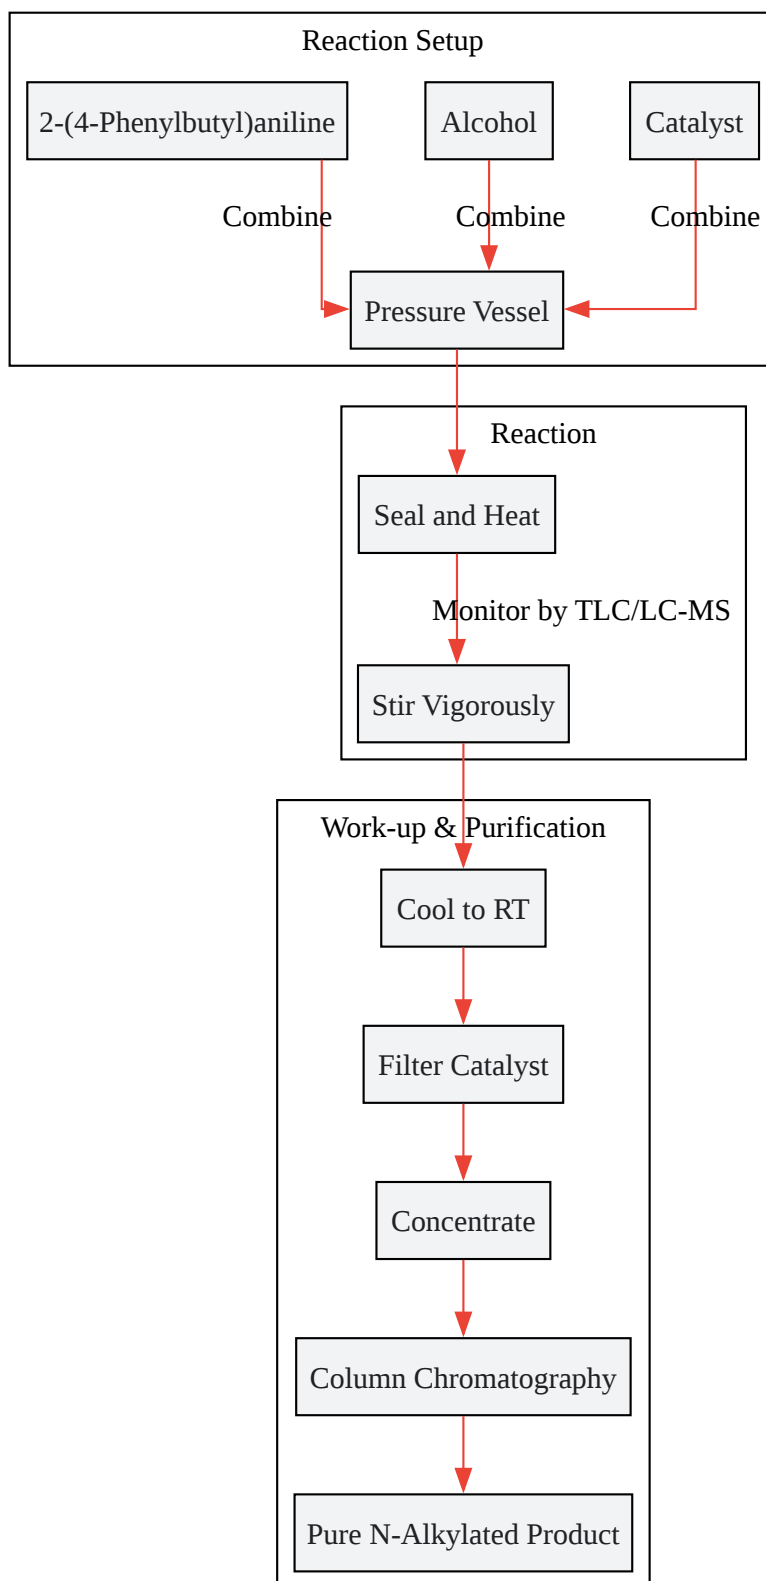 Reaction Setup
2-(4-Phenylbutyl)aniline
Alcohol
Catalyst
Combine
Combine
Combine
Pressure Vessel
Reaction
Seal and Heat
Monitor by TLC/LC-MS
Stir Vigorously
Work-up & Purification
Cool to RT
Filter Catalyst
Concentrate
Column Chromatography
Pure N-Alkylated Product